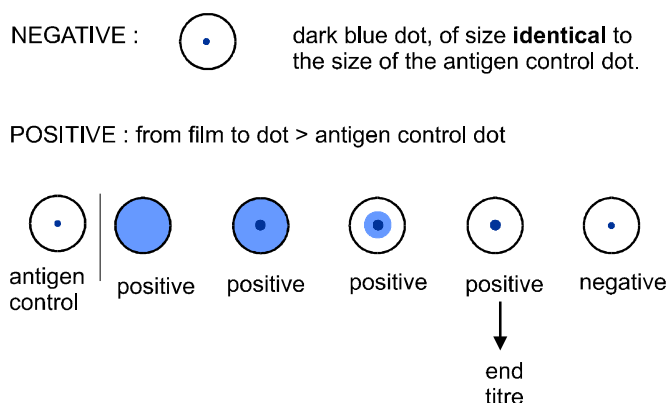 NEGATIVE :
dark blue dot, of size identical to
the size of the antigen control dot.
POSITIVE : from film to dot > antigen control dot
antigen
control
positive
positive
positive
positive
negative
end
titre